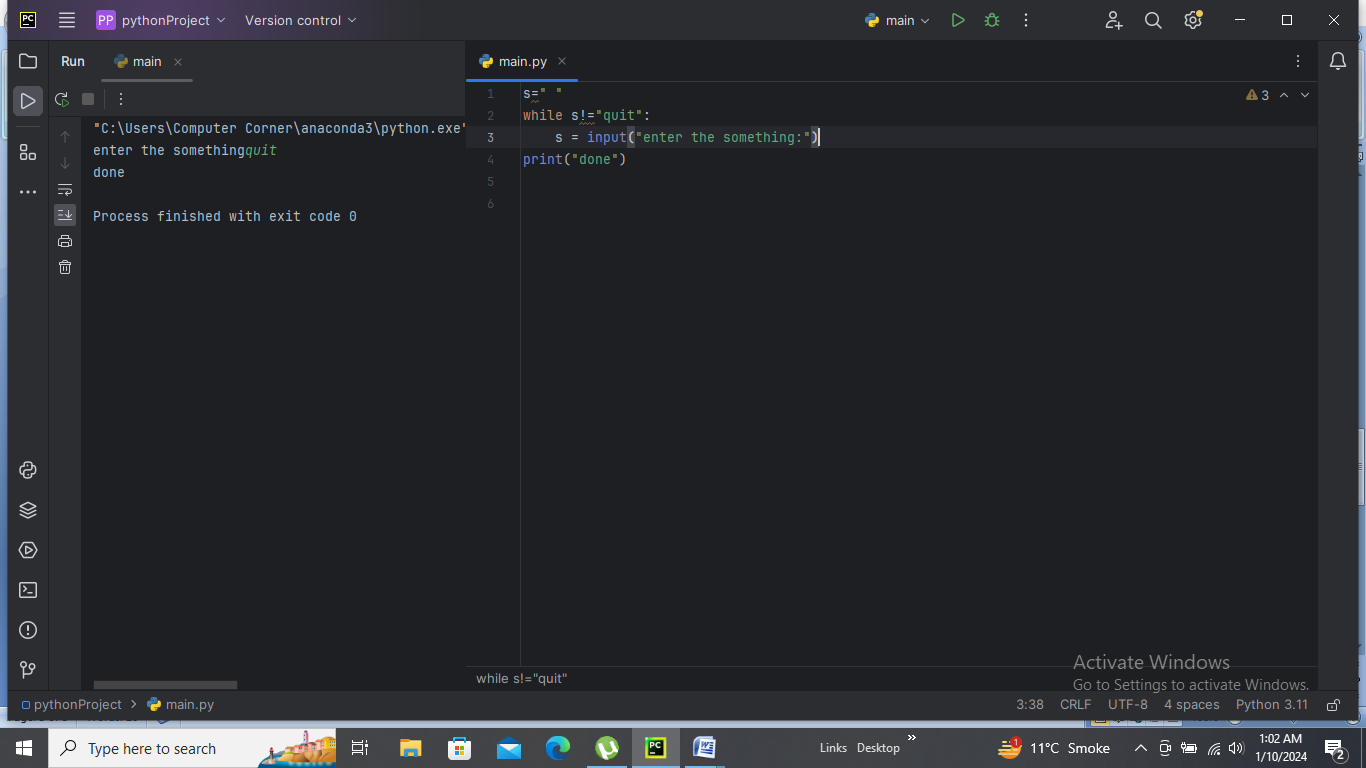 PC
PP pythonProject Version control
main
Run main
"C:\Users\Computer Corner\anaconda3\python.exe"
enter the somethingquit
done
Process finished with exit code 0
main.py
3
1 s=" "
2 while s!="quit":
3 s = input("enter the something:")
4 print("done")
5
6
Activate Windows
Go to Settings to activate Windows.
while s!="quit"
pythonProject > main.py
3:38 CRLF UTF-8 4 spaces Python 3.11
Type here to search
PC
W
Links Desktop »
1
11°C Smoke
1:02 AM
1/10/2024
2